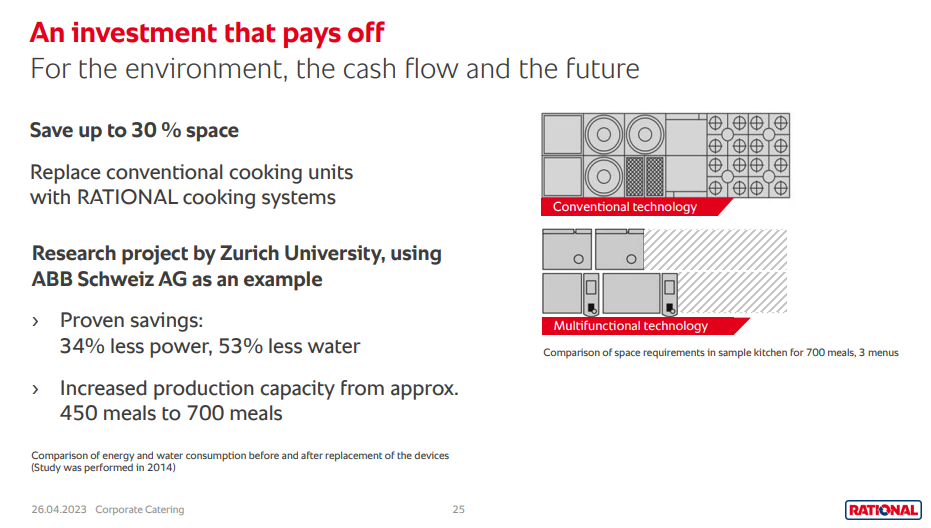 An investment that pays off
For the environment, the cash flow and the future
Save up to 30 % space
Replace conventional cooking units
with RATIONAL cooking systems
Research project by Zurich University, using
ABB Schweiz AG as an example
› Proven savings:
34% less power, 53% less water
› Increased production capacity from approx.
450 meals to 700 meals
Comparison of energy and water consumption before and after replacement of the devices
(Study was performed in 2014)
Conventional technology
Multifunctional technology
Comparison of space requirements in sample kitchen for 700 meals, 3 menus
26.04.2023 Corporate Catering
25
RATIONAL